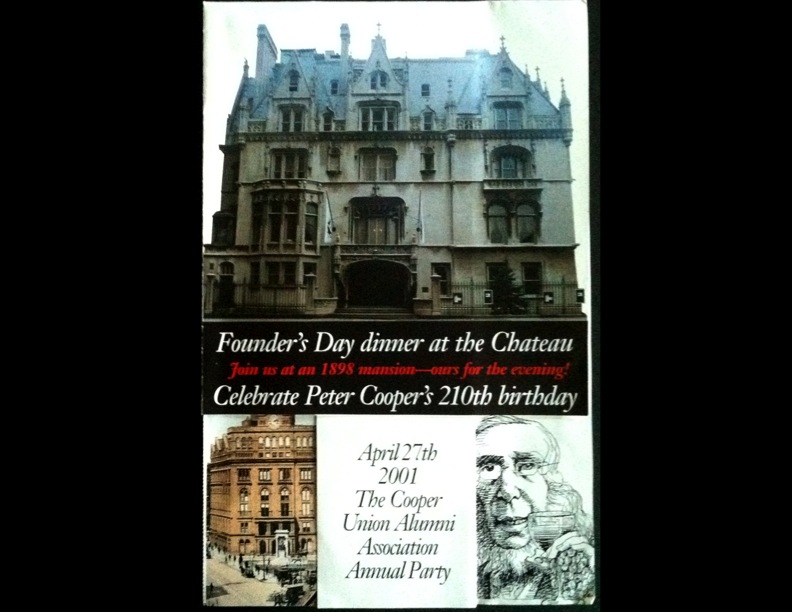 Founder's Day dinner at the Chateau
Join us at an 1898 mansion—ours for the evening!
Celebrate Peter Cooper's 210th birthday
April 27th
2001
The Cooper
Union Alumni
Association
Annual Party